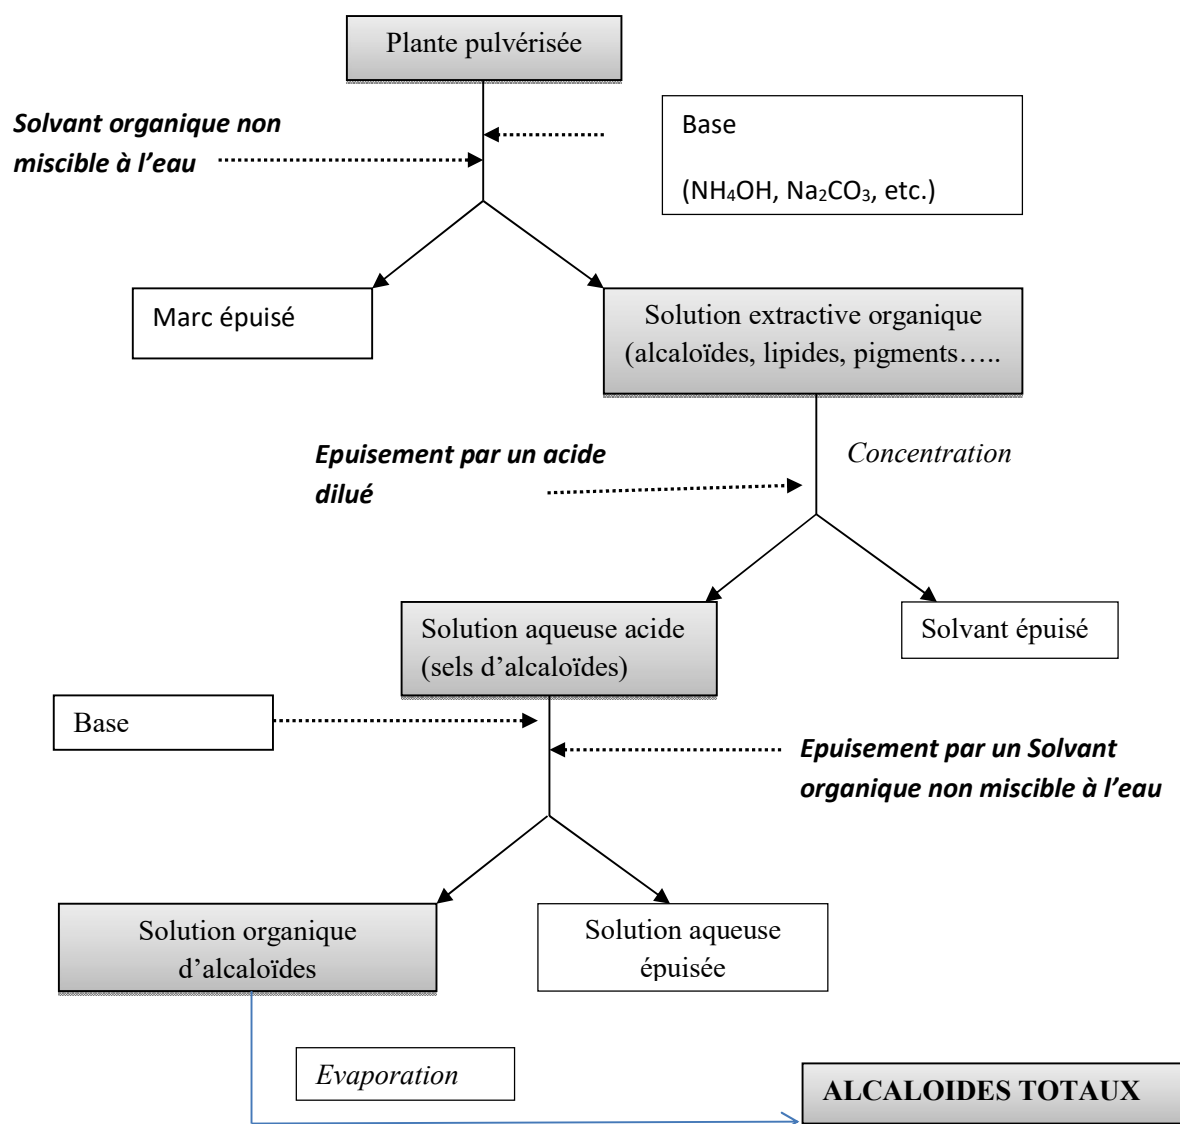 Plante pulvérisée
Solvant organique non
miscible à l’eau
Base
(NH₄OH, Na₂CO₃, etc.)
Marc épuisé
Solution extractive organique
(alcaloïdes, lipides, pigments…..
Epuisement par un acide
dilué
Concentration
Solution aqueuse acide
(sels d’alcaloïdes)
Solvant épuisé
Base
Epuisement par un Solvant
organique non miscible à l’eau
Solution organique
d’alcaloïdes
Solution aqueuse
épuisée
Evaporation
ALCALOIDES TOTAUX